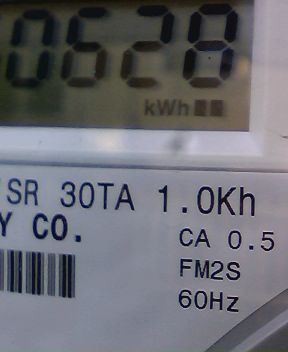 0628
kWh
SR 30TA 1.0Kh
Y CO.
CA 0.5
FM2S
60Hz